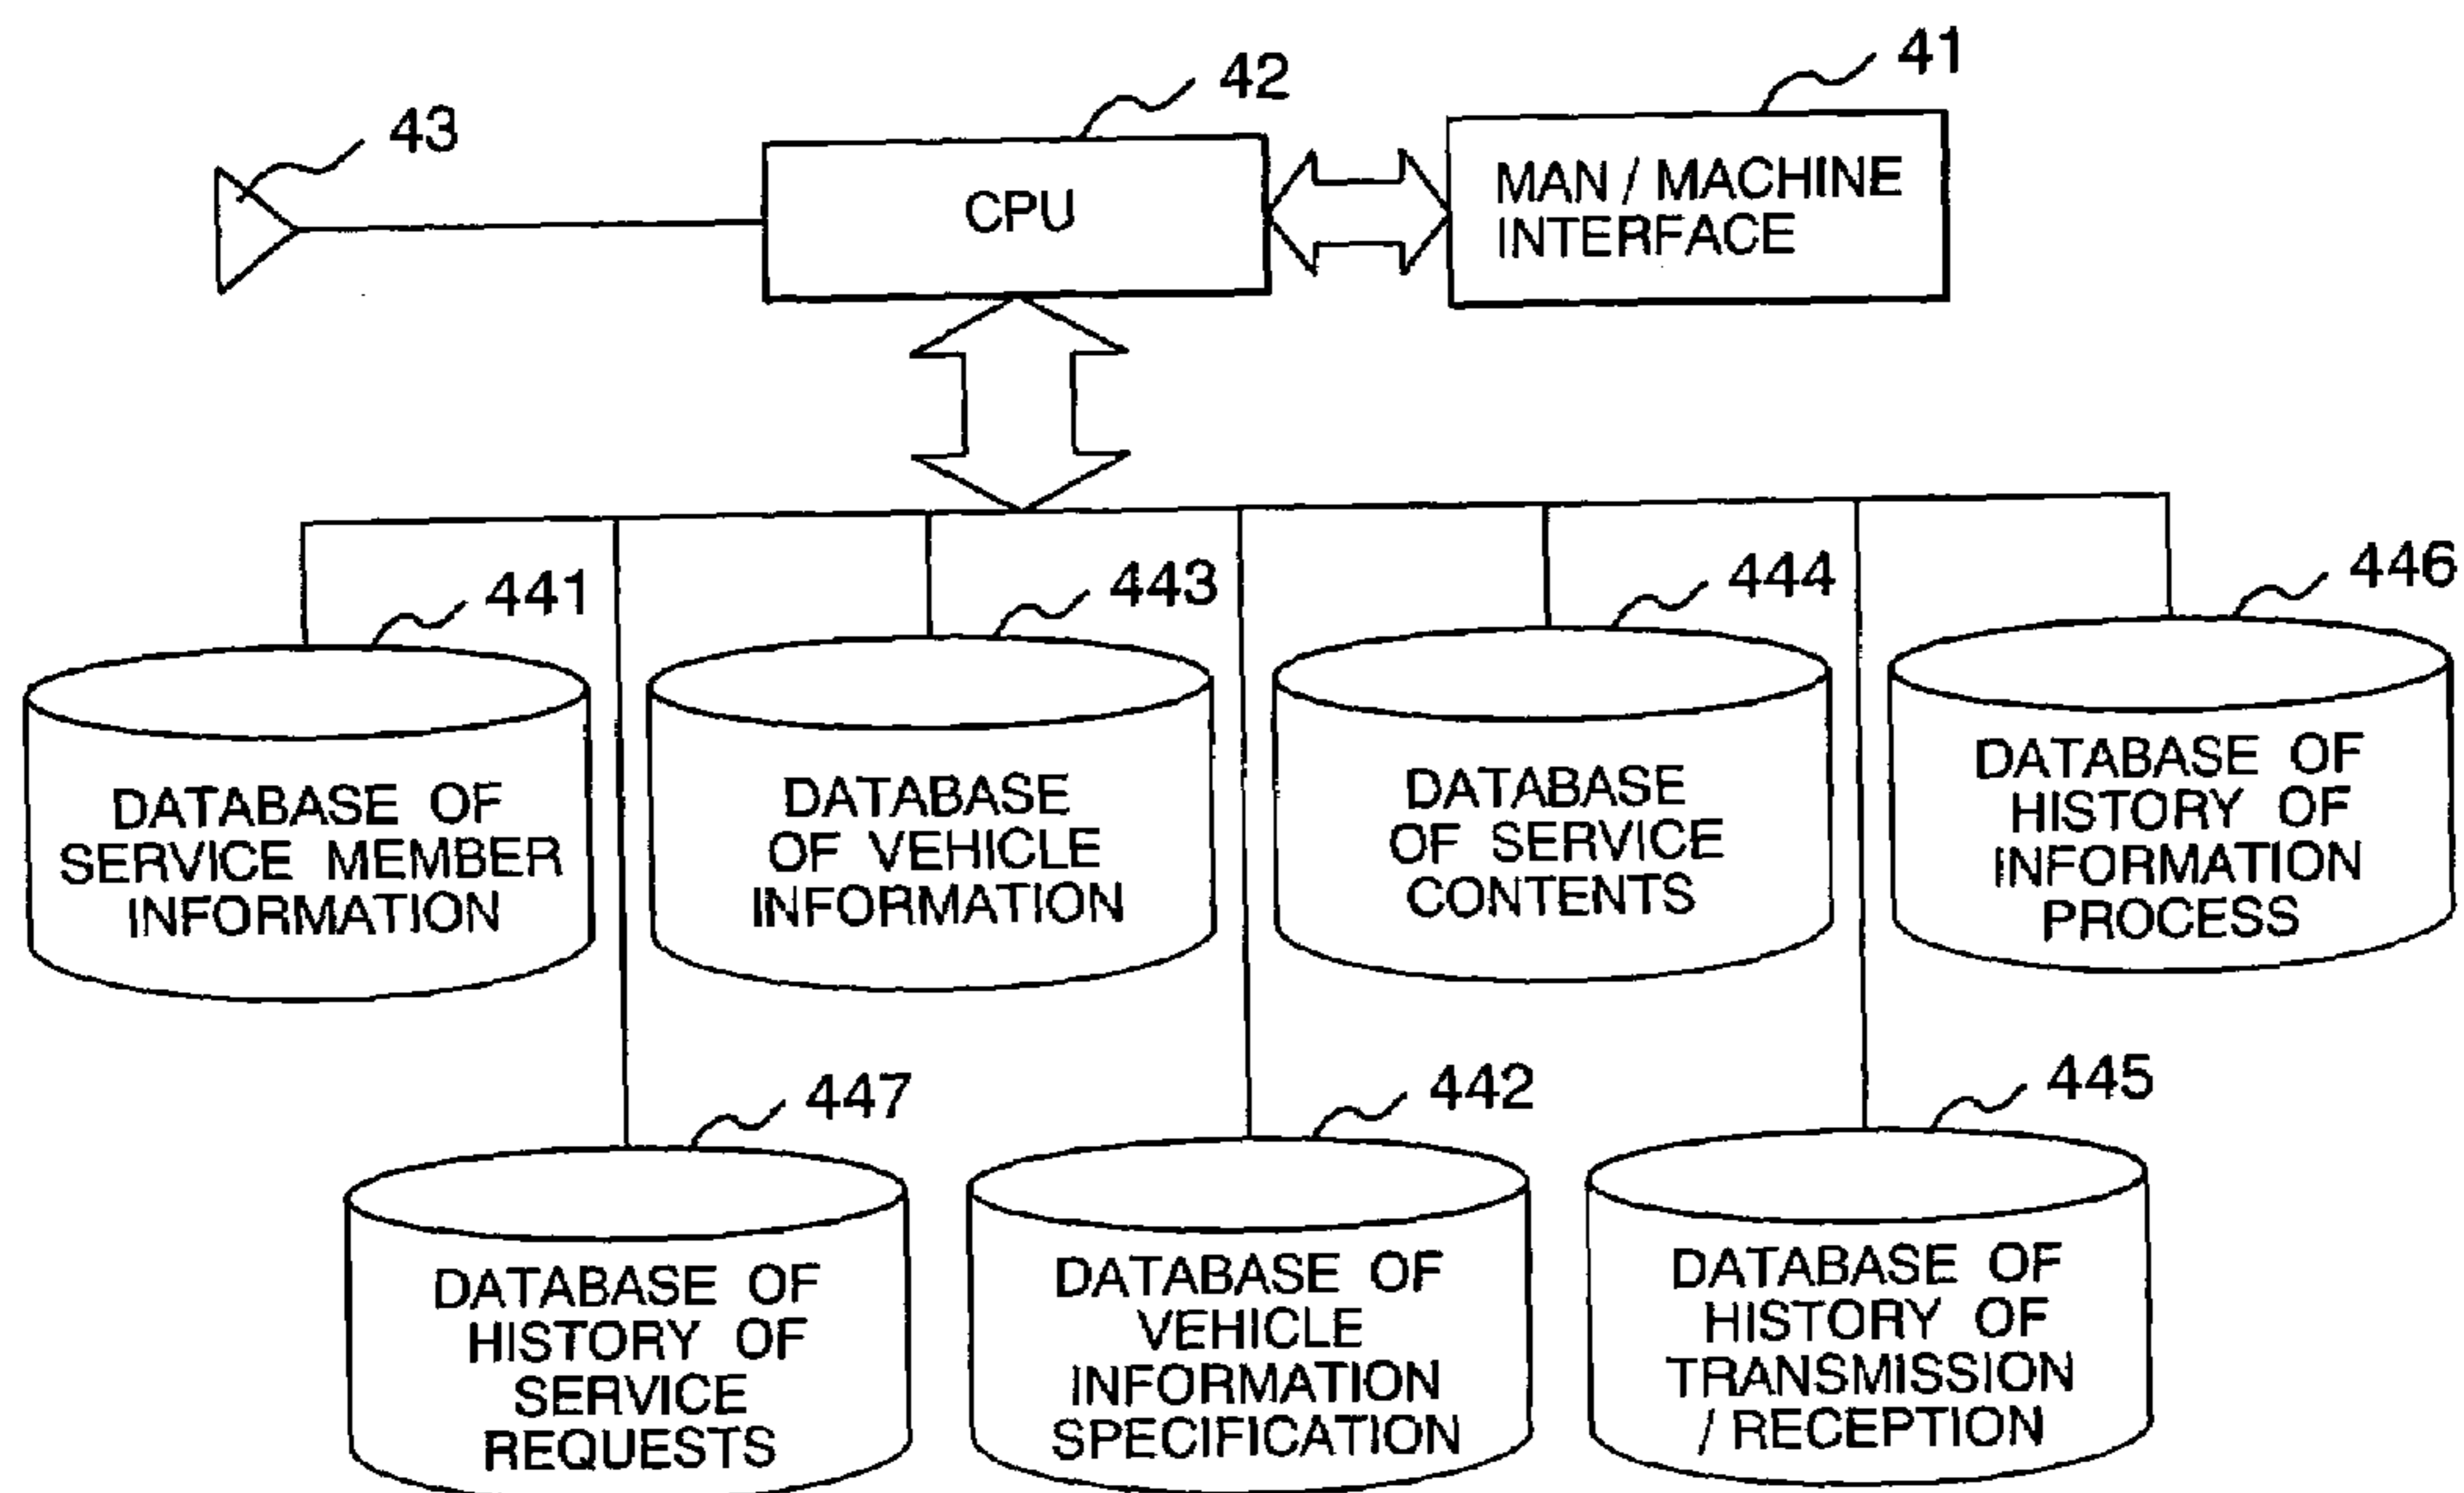 41
42
43
CPU
MAN / MACHINE
INTERFACE
441
443
444
446
DATABASE OF
SERVICE MEMBER
INFORMATION
DATABASE
OF VEHICLE
INFORMATION
DATABASE
OF SERVICE
CONTENTS
DATABASE OF
HISTORY OF
INFORMATION
PROCESS
447
442
445
DATABASE OF
HISTORY OF
SERVICE
REQUESTS
DATABASE OF
VEHICLE
INFORMATION
SPECIFICATION
DATABASE OF
HISTORY OF
TRANSMISSION
/ RECEPTION